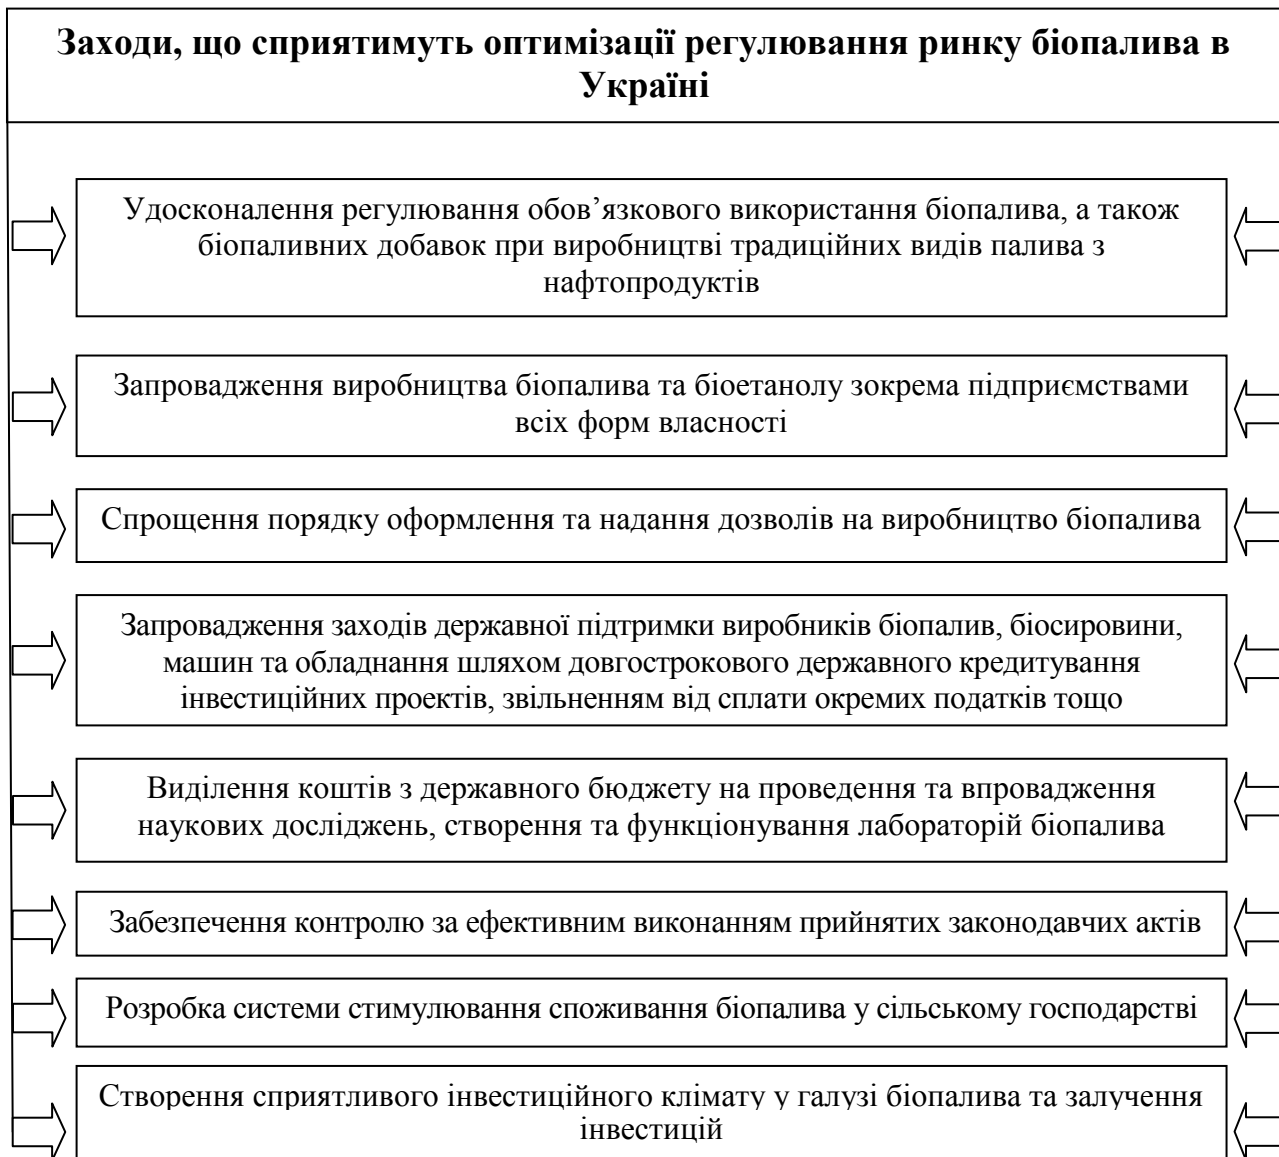 Заходи, що сприятимуть оптимізації регулювання ринку біопалива в
Україні
Удосконалення регулювання обов’язкового використання біопалива, а також
біопаливних добавок при виробництві традиційних видів палива з
нафтопродуктів
Запровадження виробництва біопалива та біоетанолу зокрема підприємствами
всіх форм власності
Спрощення порядку оформлення та надання дозволів на виробництво біопалива
Запровадження заходів державної підтримки виробників біопалив, біосировини,
машин та обладнання шляхом довгострокового державного кредитування
інвестиційних проектів, звільненням від сплати окремих податків тощо
Виділення коштів з державного бюджету на проведення та впровадження
наукових досліджень, створення та функціонування лабораторій біопалива
Забезпечення контролю за ефективним виконанням прийнятих законодавчих актів
Розробка системи стимулювання споживання біопалива у сільському господарстві
Створення сприятливого інвестиційного клімату у галузі біопалива та залучення
інвестицій